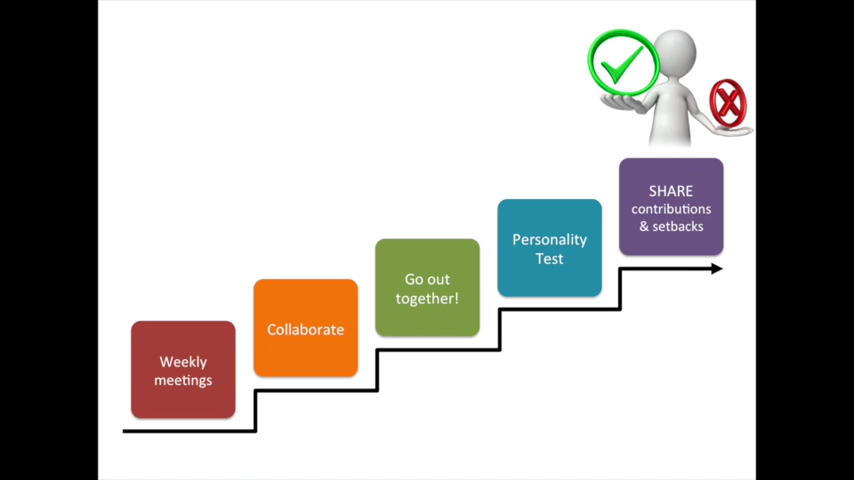 Weekly
meetings
Collaborate
Go out
together!
Personality
Test
SHARE
contributions
& setbacks